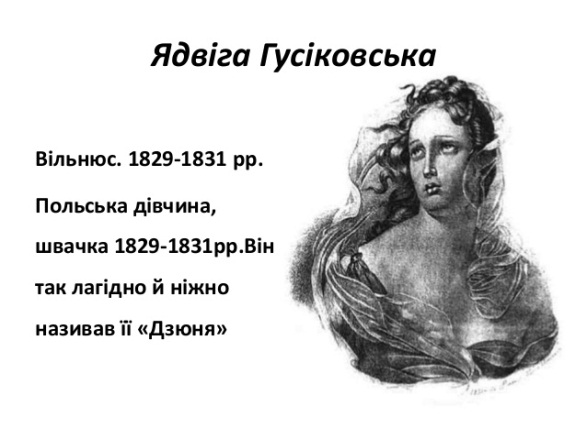 Ядвіга Гусіковська
Вільнюс. 1829-1831 рр.
Польська дівчина,
швачка 1829-1831рр.Він
так лагідно й ніжно
називав її «Дзюня»